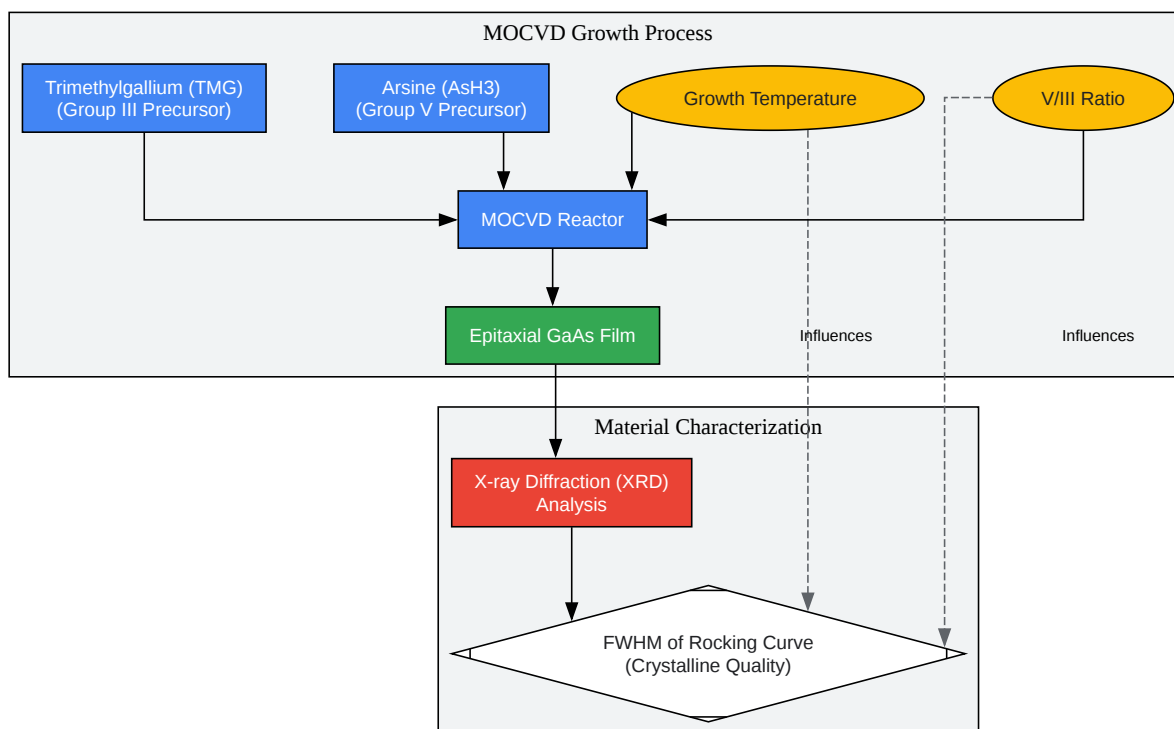 MOCVD Growth Process
Trimethylgallium (TMG)
(Group III Precursor)
Arsine (AsH3)
(Group V Precursor)
Growth Temperature
V/III Ratio
MOCVD Reactor
Epitaxial GaAs Film
Influences
Influences
Material Characterization
X-ray Diffraction (XRD)
Analysis
FWHM of Rocking Curve
(Crystalline Quality)